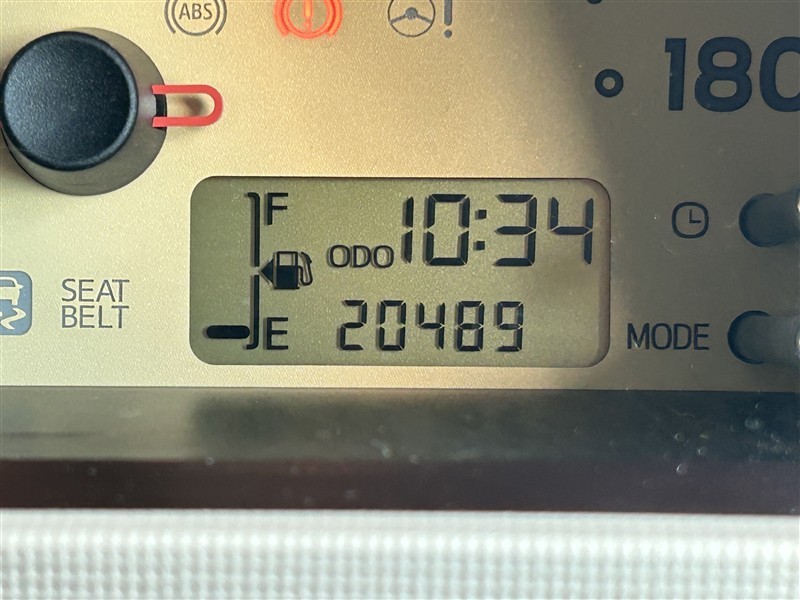 ABS
180
F
ODO 10:34
SEAT
BELT
E 20489
MODE